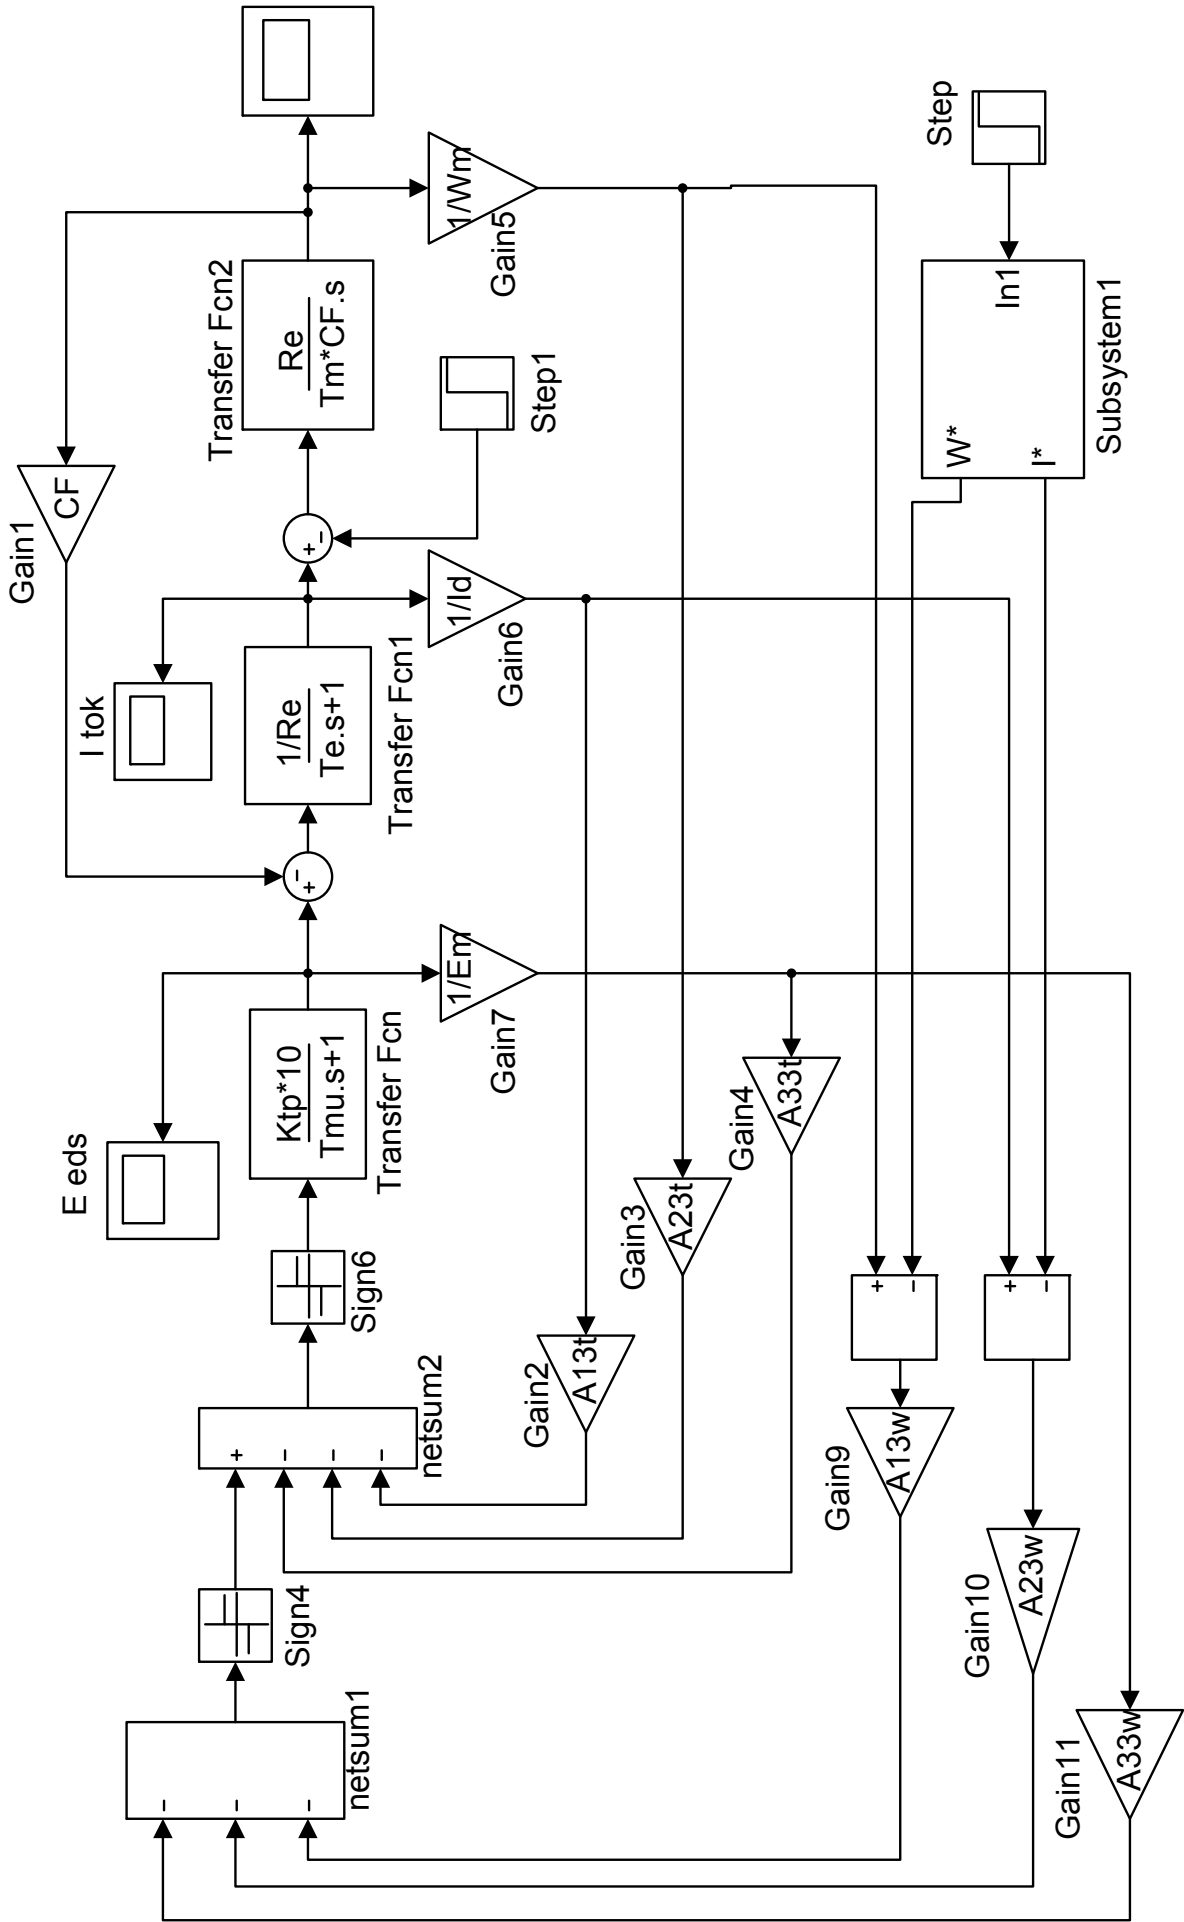 netsum1
Sign4
netsum2
Sign6
E eds
Ktp*10
Tmu.s+1
Transfer Fcn
1/Em
Gain7
I tok
1/Re
Te.s+1
Transfer Fcn1
1/Id
Gain6
Gain1
CF
Transfer Fcn2
Re
Tm*CF.s
Step1
1/Wm
Gain5
Gain2
A13t
Gain3
A23t
Gain4
A33t
Gain9
A13w
Gain10
A23w
Gain11
A33w
W*
I*
In1
Subsystem1
Step